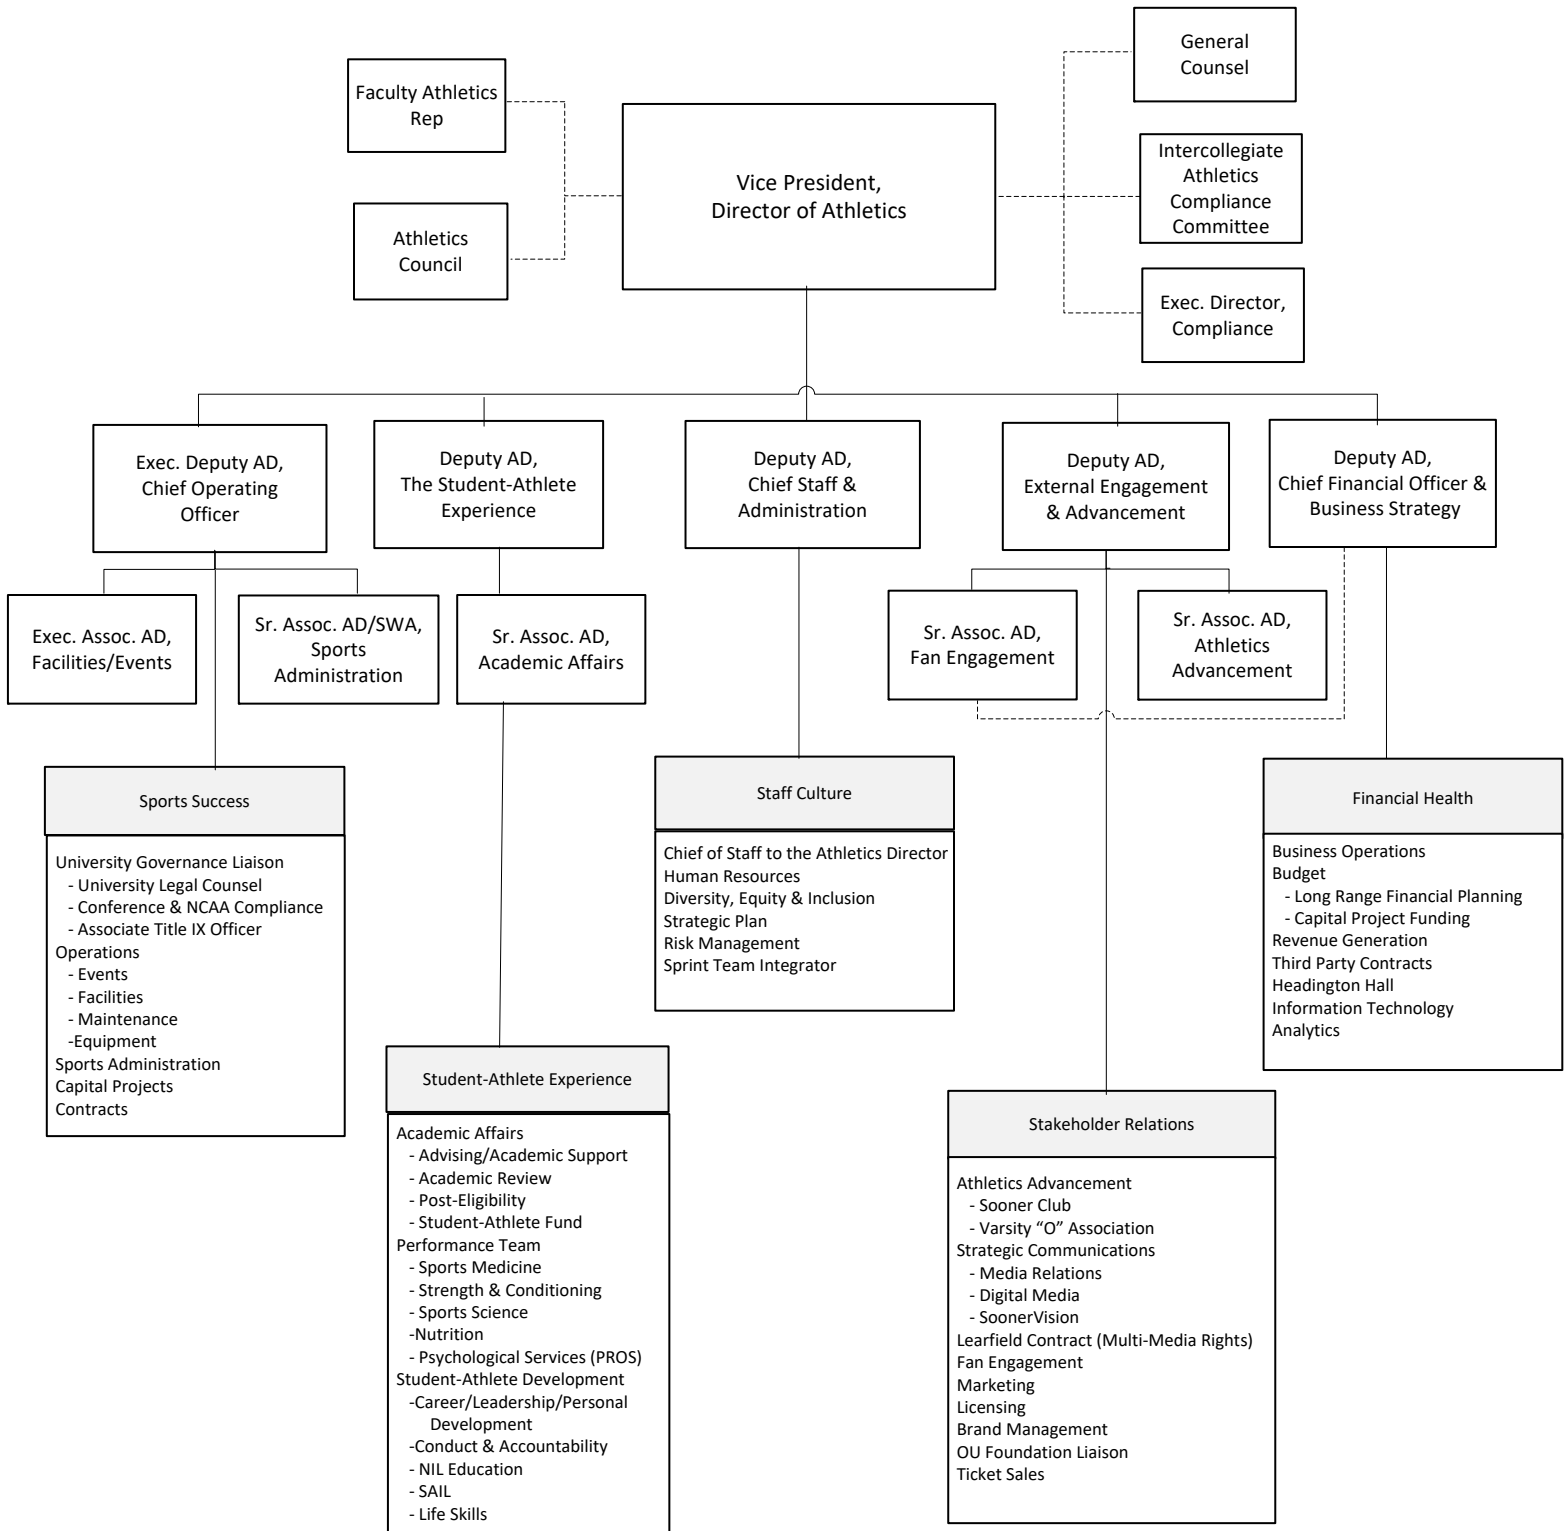 General
Counsel
Faculty Athletics
Rep
Vice President,
Director of Athletics
Intercollegiate
Athletics
Compliance
Committee
Athletics
Council
Exec. Director,
Compliance
Exec. Deputy AD,
Chief Operating
Officer
Deputy AD,
The Student-Athlete
Experience
Deputy AD,
Chief Staff &
Administration
Deputy AD,
External Engagement
& Advancement
Deputy AD,
Chief Financial Officer &
Business Strategy
Exec. Assoc. AD,
Facilities/Events
Sr. Assoc. AD/SWA,
Sports
Administration
Sr. Assoc. AD,
Academic Affairs
Sr. Assoc. AD,
Fan Engagement
Sr. Assoc. AD,
Athletics
Advancement
Sports Success
University Governance Liaison
- University Legal Counsel
- Conference & NCAA Compliance
- Associate Title IX Officer
Operations
- Events
- Facilities
- Maintenance
-Equipment
Sports Administration
Capital Projects
Contracts
Student-Athlete Experience
Academic Affairs
- Advising/Academic Support
- Academic Review
- Post-Eligibility
- Student-Athlete Fund
Performance Team
- Sports Medicine
- Strength & Conditioning
- Sports Science
-Nutrition
- Psychological Services (PROS)
Student-Athlete Development
-Career/Leadership/Personal
Development
-Conduct & Accountability
- NIL Education
- SAIL
- Life Skills
Staff Culture
Chief of Staff to the Athletics Director
Human Resources
Diversity, Equity & Inclusion
Strategic Plan
Risk Management
Sprint Team Integrator
Stakeholder Relations
Athletics Advancement
- Sooner Club
- Varsity “O” Association
Strategic Communications
- Media Relations
- Digital Media
- SoonerVision
Learfield Contract (Multi-Media Rights)
Fan Engagement
Marketing
Licensing
Brand Management
OU Foundation Liaison
Ticket Sales
Financial Health
Business Operations
Budget
- Long Range Financial Planning
- Capital Project Funding
Revenue Generation
Third Party Contracts
Headington Hall
Information Technology
Analytics